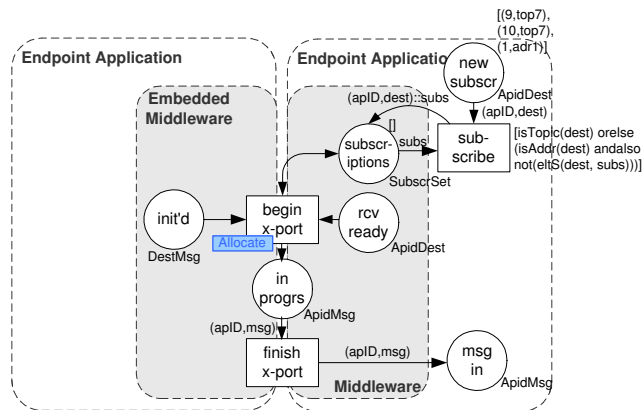 [(9,top7),
(10,top7),
(1,adr1)]
Endpoint Application
Endpoint Applicatio
new
subscr
ApidDest
Embedded
Middleware
(apID,dest)::subs
(apID,dest)
[]
subscr-
iptions
subs
SubscrSet
sub-
scribe
[isTopic(dest) orelse
(isAddr(dest) andalso
not(eltS(dest, subs)))]
init'd
DestMsg
begin
x-port
Allocate
rcv
ready
ApidDest
in
progrs
ApidMsg
(apID,msg)
finish
x-port
(apID,msg)
msg
in
ApidMsg
Middleware